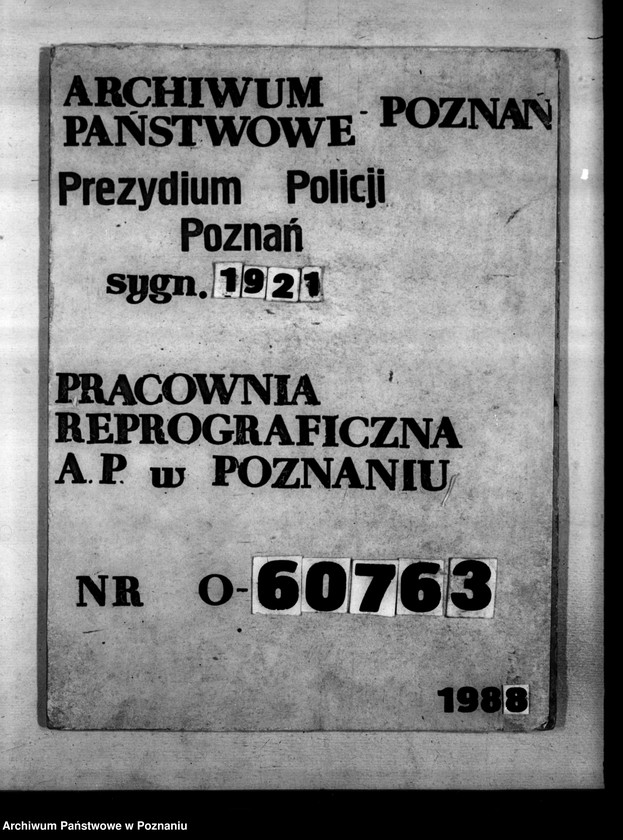 ARCHIWUM
PAŃSTWOWE - POZNAŃ
Prezydium Policji
Poznań
sygn. 1921
PRACOWNIA
REPROGRAFICZNA
A.P. w POZNANIU
NR O-60763
1988
Archiwum Państwowe w Poznaniu